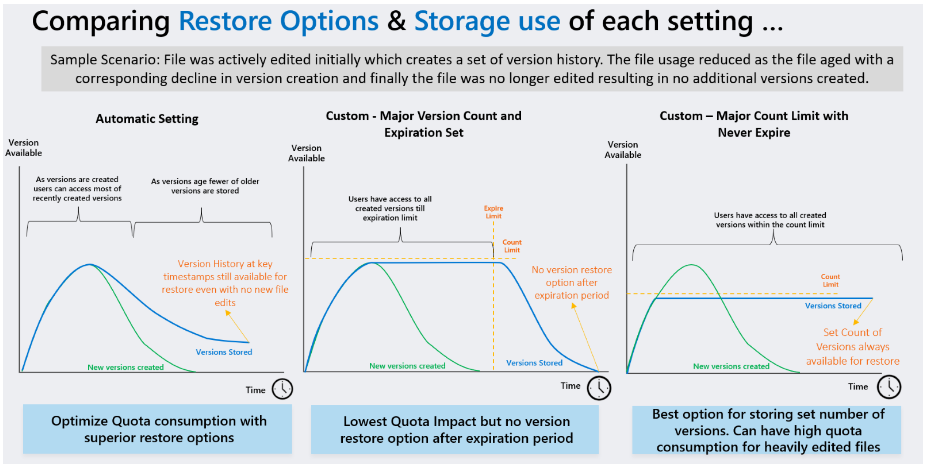 Comparing Restore Options & Storage use of each setting ...
Sample Scenario: File was actively edited initially which creates a set of version history. The file usage reduced as the file aged with a
corresponding decline in version creation and finally the file was no longer edited resulting in no additional versions created.
Automatic Setting
Version
Available
As versions are created
users can access most of
recently created versions
As versions age fewer of older
versions are stored
Version History at key
timestamps still available for
restore even with no new file
edits
Versions Stored
New versions created
Time
Optimize Quota consumption with
superior restore options
Custom - Major Version Count and
Expiration Set
Version
Available
Users have access to all
created versions till
expiration limit
Expire
Limit
Count
Limit
No version restore
option after
expiration period
Versions Stored
New versions created
Time
Lowest Quota Impact but no version
restore option after expiration period
Custom – Major Count Limit with
Never Expire
Version
Available
Users have access to all created
versions within the count limit
Count
Limit
Versions Stored
Set Count of
Versions always
available for restore
New versions created
Time
Best option for storing set number of
versions. Can have high quota
consumption for heavily edited files